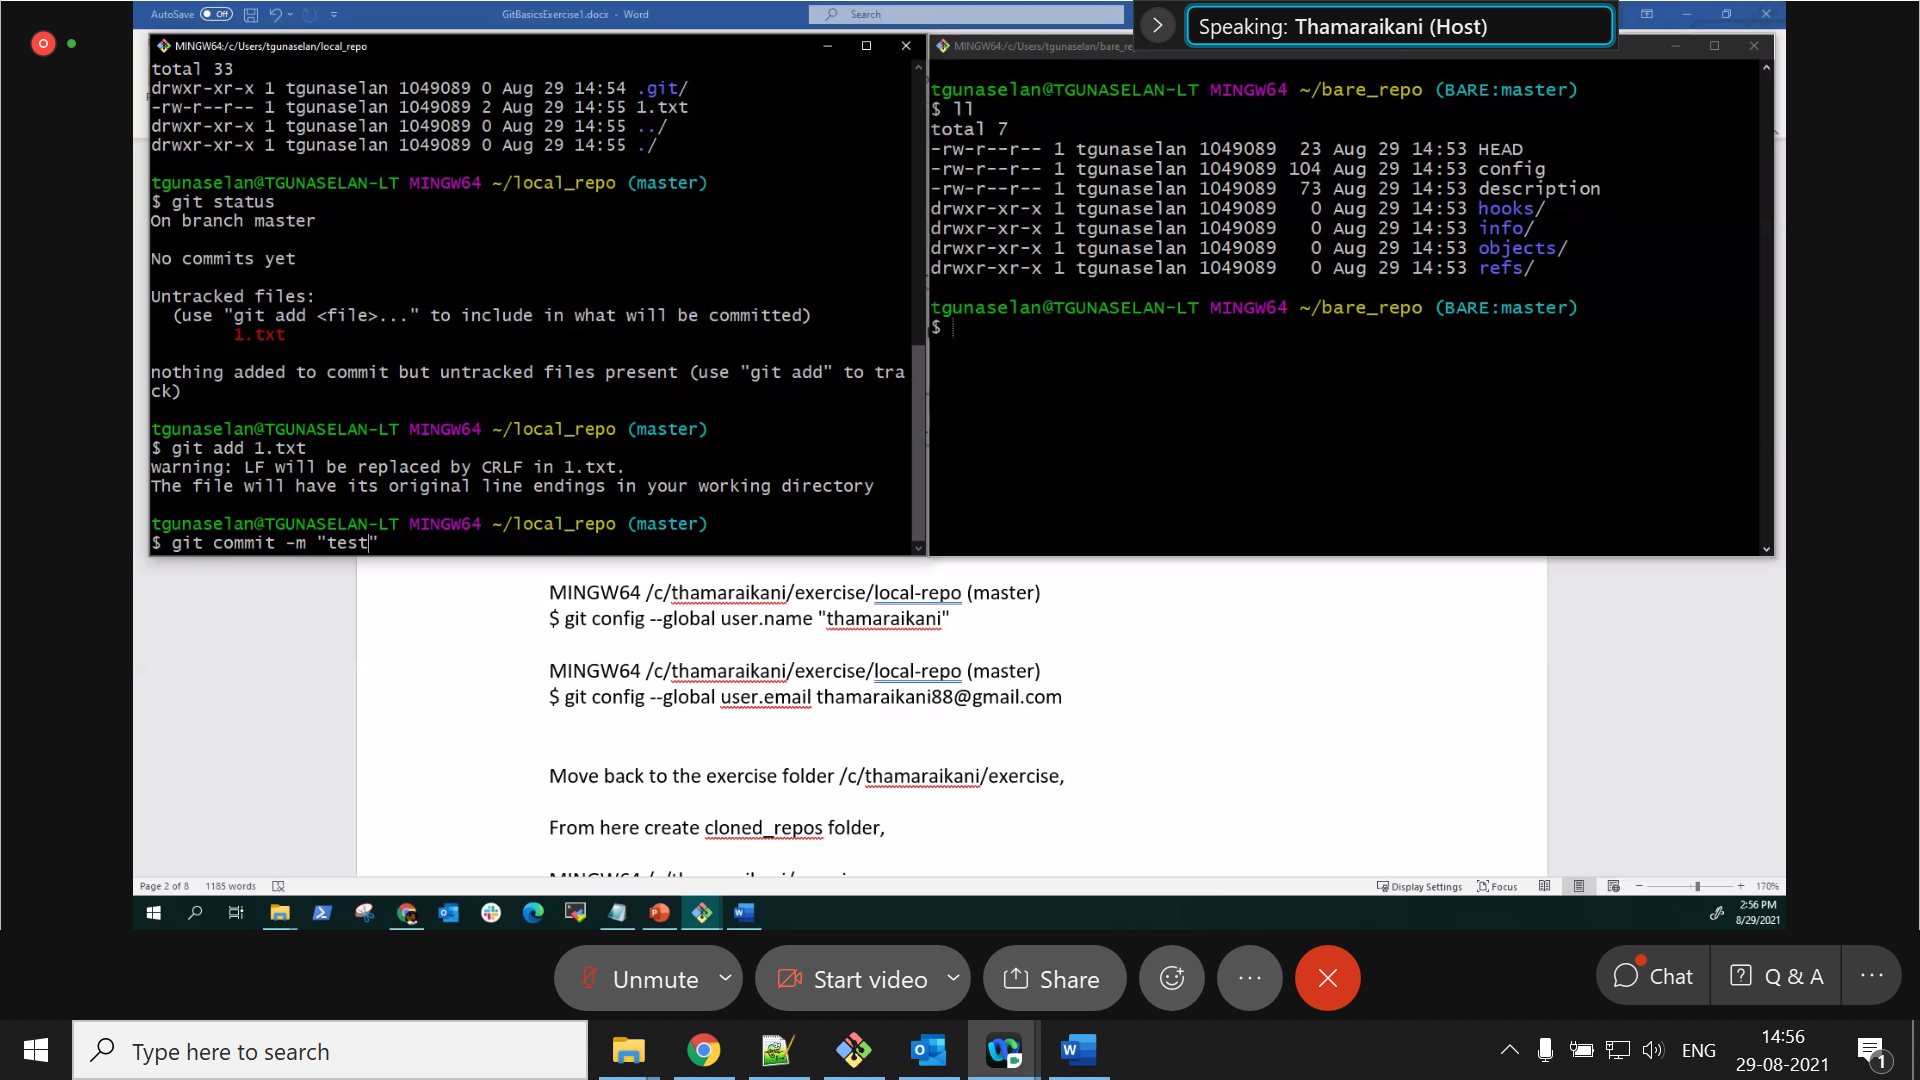 AutoSave Off
GitBasicsExercise1.docx - Word
Search
Speaking: Thamaraikani (Host)
MINGW64:/c/Users/tgunaselan/local_repo
total 33
drwxr-xr-x 1 tgunaselan 1049089 0 Aug 29 14:54 .git/
-rw-r--r-- 1 tgunaselan 1049089 2 Aug 29 14:55 1.txt
drwxr-xr-x 1 tgunaselan 1049089 0 Aug 29 14:55 ../
drwxr-xr-x 1 tgunaselan 1049089 0 Aug 29 14:55 ./
tgunaselan@TGUNASELAN-LT MINGW64 ~/local_repo (master)
$ git status
On branch master
No commits yet
Untracked files:
(use "git add <file>..." to include in what will be committed)
1.txt
nothing added to commit but untracked files present (use "git add" to tra
ck)
tgunaselan@TGUNASELAN-LT MINGW64 ~/local_repo (master)
$ git add 1.txt
warning: LF will be replaced by CRLF in 1.txt.
The file will have its original line endings in your working directory
tgunaselan@TGUNASELAN-LT MINGW64 ~/local_repo (master)
$ git commit -m "test"
MINGW64:/c/Users/tgunaselan/bare_re
tgunaselan@TGUNASELAN-LT MINGW64 ~/bare_repo (BARE:master)
$ ll
total 7
-rw-r--r-- 1 tgunaselan 1049089 23 Aug 29 14:53 HEAD
-rw-r--r-- 1 tgunaselan 1049089 104 Aug 29 14:53 config
-rw-r--r-- 1 tgunaselan 1049089 73 Aug 29 14:53 description
drwxr-xr-x 1 tgunaselan 1049089 0 Aug 29 14:53 hooks/
drwxr-xr-x 1 tgunaselan 1049089 0 Aug 29 14:53 info/
drwxr-xr-x 1 tgunaselan 1049089 0 Aug 29 14:53 objects/
drwxr-xr-x 1 tgunaselan 1049089 0 Aug 29 14:53 refs/
tgunaselan@TGUNASELAN-LT MINGW64 ~/bare_repo (BARE:master)
$
MINGW64 /c/thamaraikani/exercise/local-repo (master)
$ git config --global user.name "thamaraikani"
MINGW64 /c/thamaraikani/exercise/local-repo (master)
$ git config --global user.email thamaraikani88@gmail.com
Move back to the exercise folder /c/thamaraikani/exercise,
From here create cloned_repos folder,
Page 2 of 8 1185 words
Display Settings Focus
170%
2:56 PM
8/29/2021
Unmute
Start video
Share
Chat
Q & A
Type here to search
ENG
14:56
29-08-2021
1